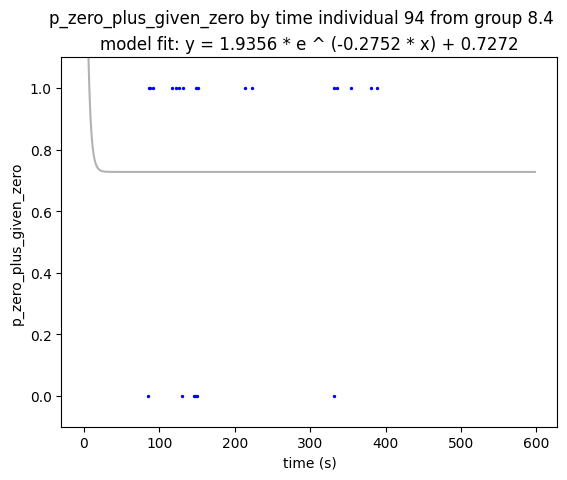 p_zero_plus_given_zero by time individual 94 from group 8.4
model fit: y = 1.9356 * e ^ (-0.2752 * x) + 0.7272
1.0
0.8
0.6
0.4
0.2
0.0
p_zero_plus_given_zero
0 100 200 300 400 500 600
time (s)